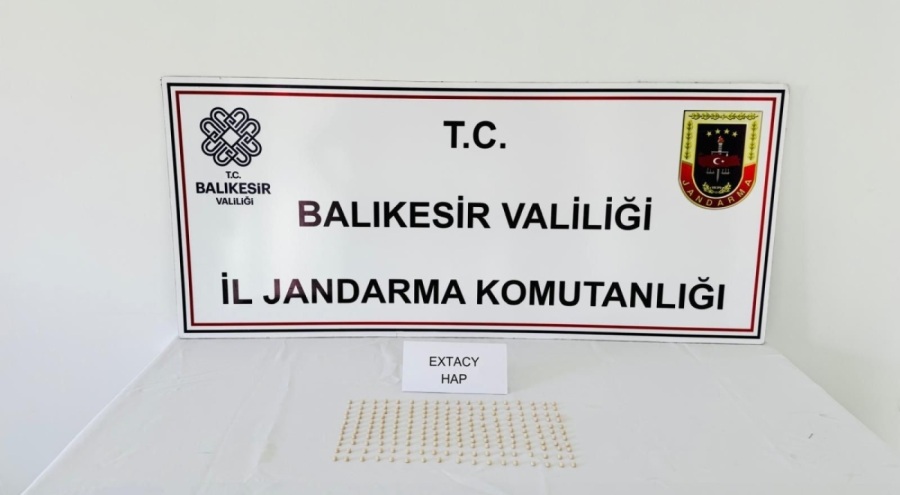 T.C.
BALIKESİR
VALİLİĞİ
T.C.
BALIKESİR VALİLİĞİ
İL JANDARMA KOMUTANLIĞI
JANDARMA
EXTACY
HAP